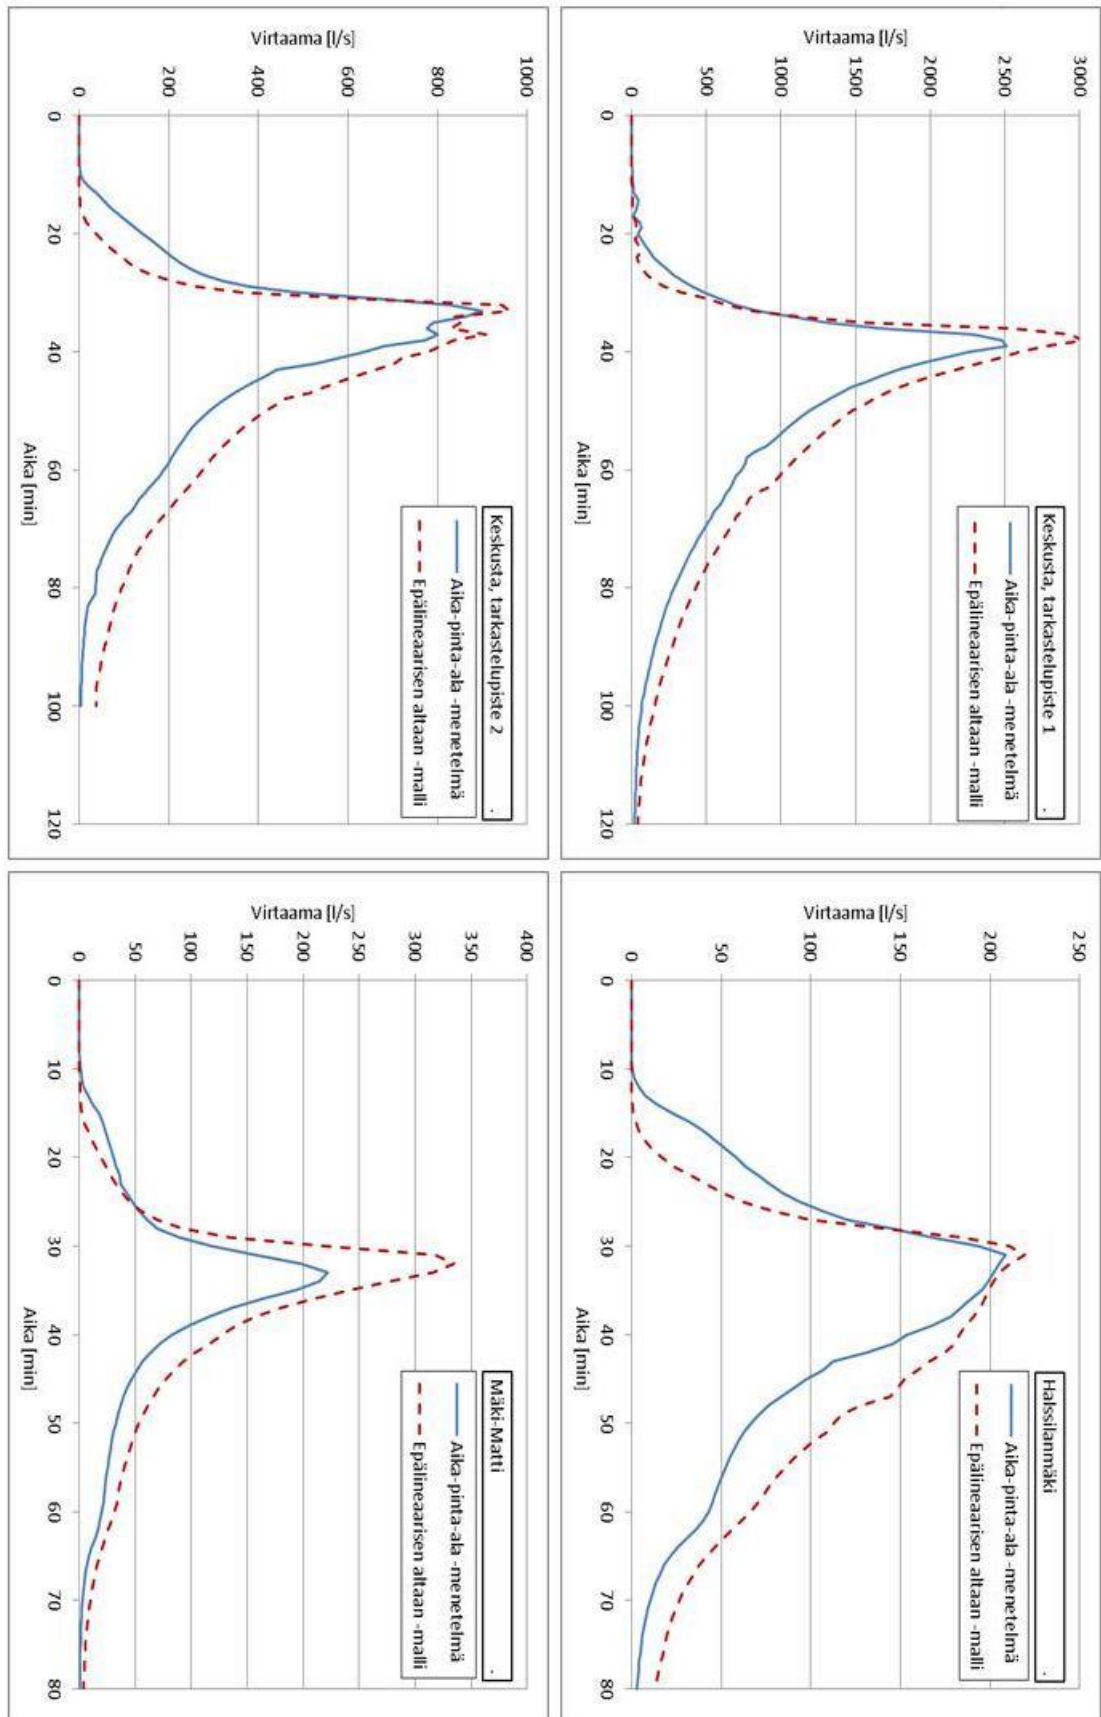 3000
2500
2000
1500
1000
500
0
Virtaama [l/s]
0 20 40 60 80 100 120
Keskusta, tarkastelupiste 1 .
Aika-pinta-ala -menetelmä
Epälineaarisen altaan -malli
250
200
150
100
50
0
Virtaama [l/s]
0 10 20 30 40 50 60 70 80
Halssilanmäki .
Aika-pinta-ala -menetelmä
Epälineaarisen altaan -malli
1000
800
600
400
200
0
Virtaama [l/s]
0 20 40 60 80 100 120
Aika [min]
Keskusta, tarkastelupiste 2 .
Aika-pinta-ala -menetelmä
Epälineaarisen altaan -malli
400
350
300
250
200
150
100
50
0
Virtaama [l/s]
0 10 20 30 40 50 60 70 80
Aika [min]
Mäki-Matti .
Aika-pinta-ala -menetelmä
Epälineaarisen altaan -malli